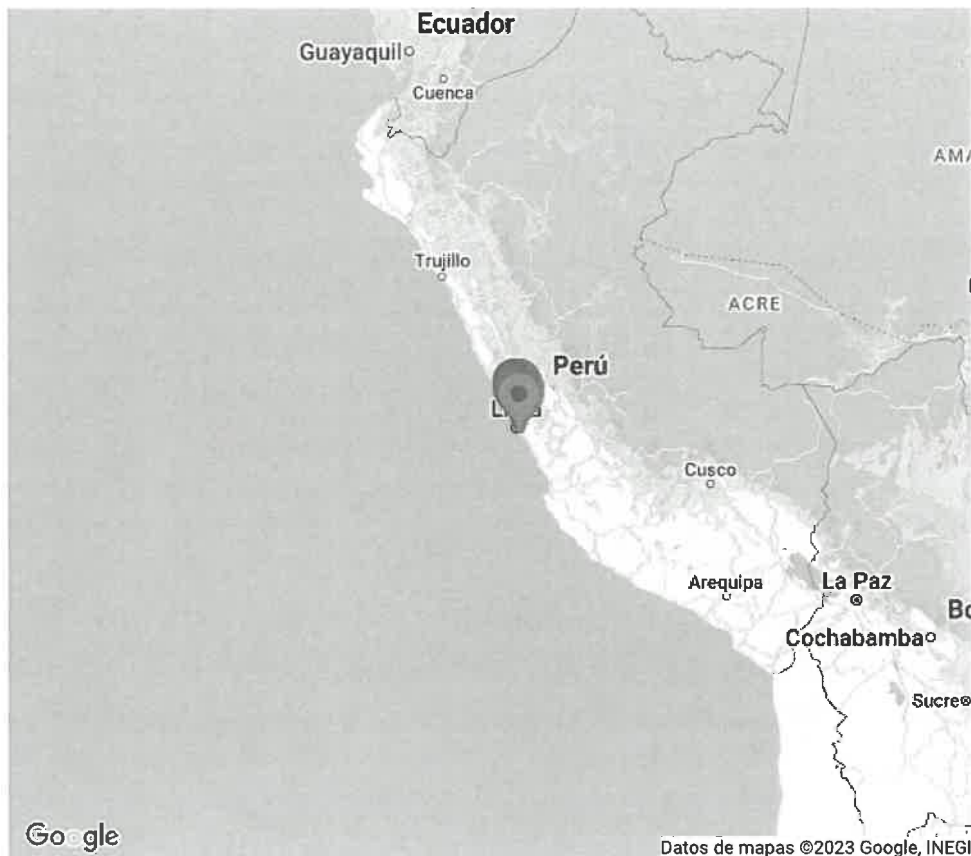 Ecuador
Guayaquil
Cuenca
AMA
Trujillo
ACRE
Perú
Cusco
Arequipa
La Paz
Bo
Cochabamba
Sucre
Google
Datos de mapas ©2023 Google, INEGI